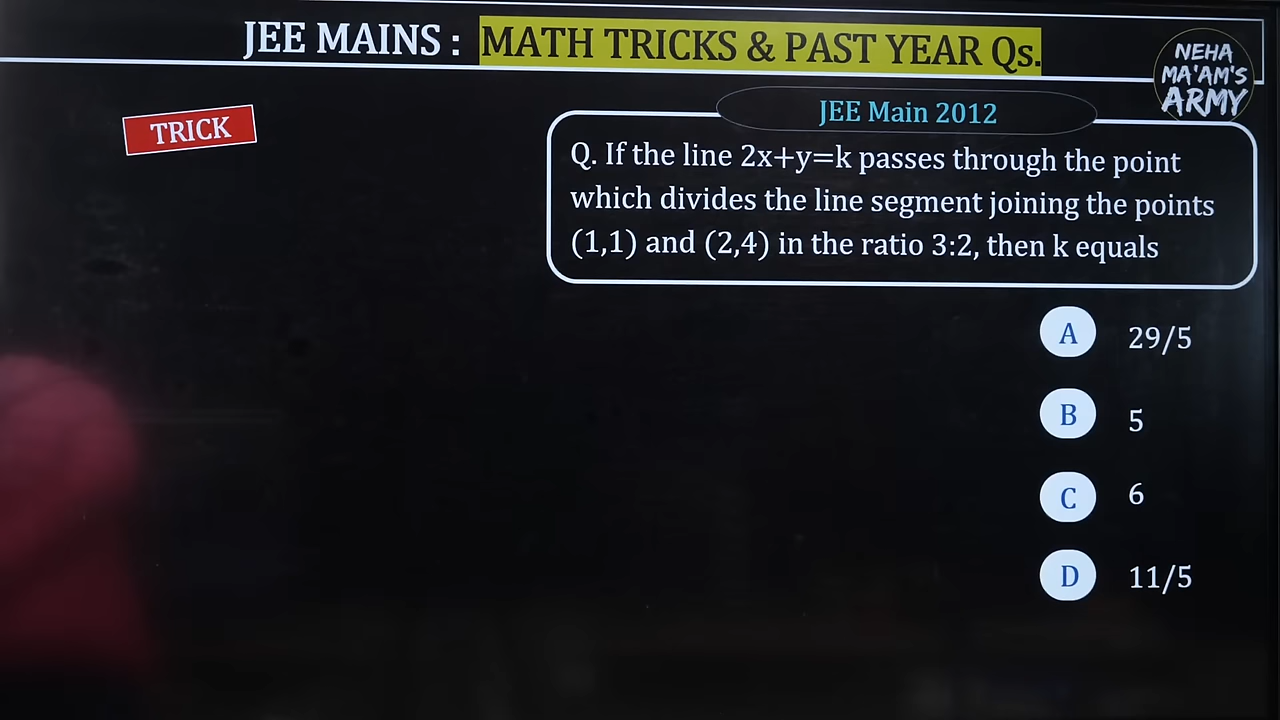 JEE MAINS : MATH TRICKS & PAST YEAR Qs.
NEHA
MA'AM'S
ARMY
TRICK
JEE Main 2012
Q. If the line 2x+y=k passes through the point
which divides the line segment joining the points
(1,1) and (2,4) in the ratio 3:2, then k equals
A 29/5
B 5
C 6
D 11/5